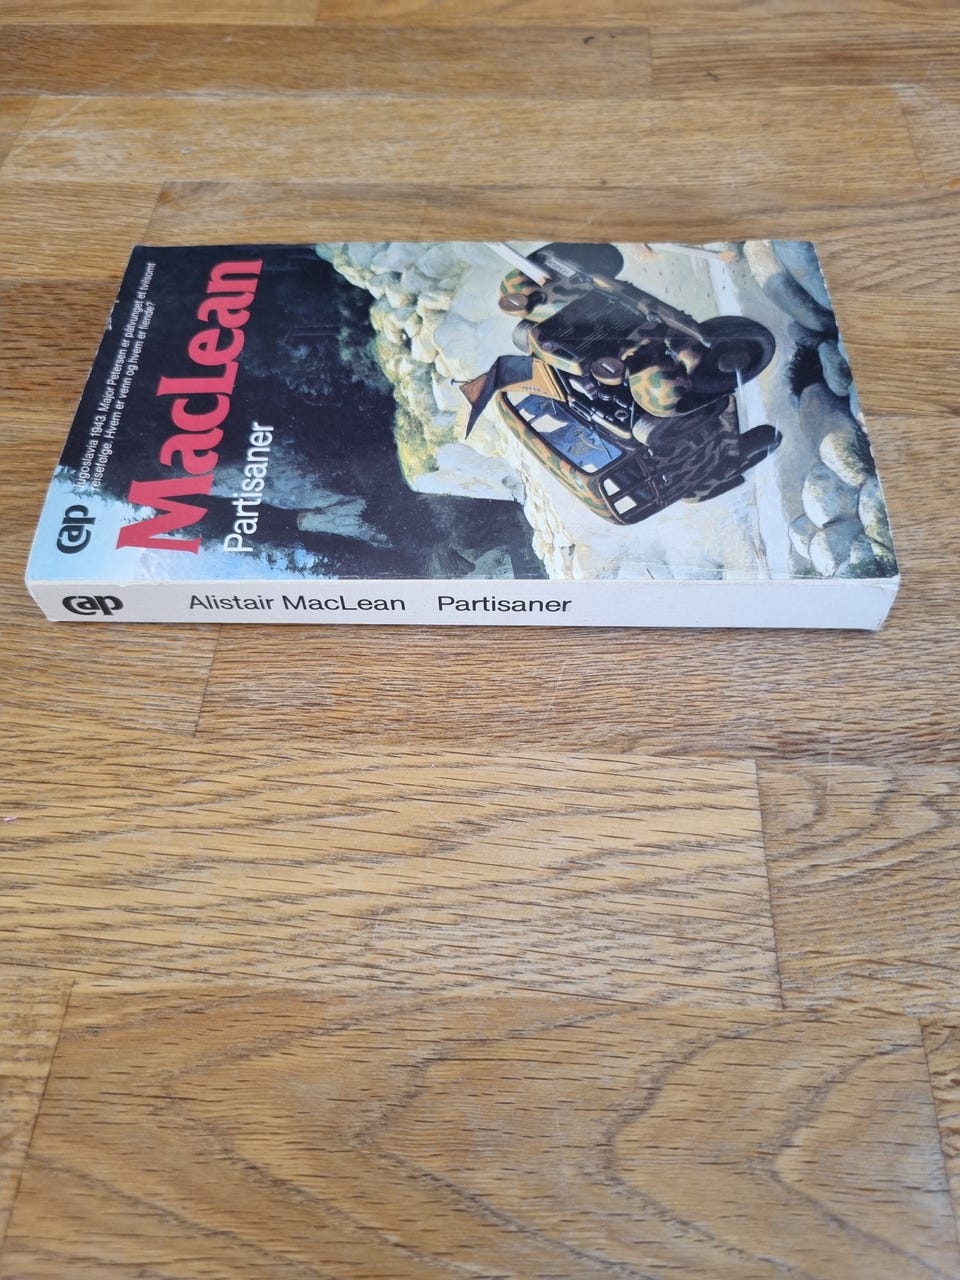 Cap
Jugoslavia 1943. Major Petersen er påtvunget et tvilsomt
reisefølge. Hvem er venn og hvem er fiende?
MacLean
Partisaner
Cap Alistair MacLean Partisaner